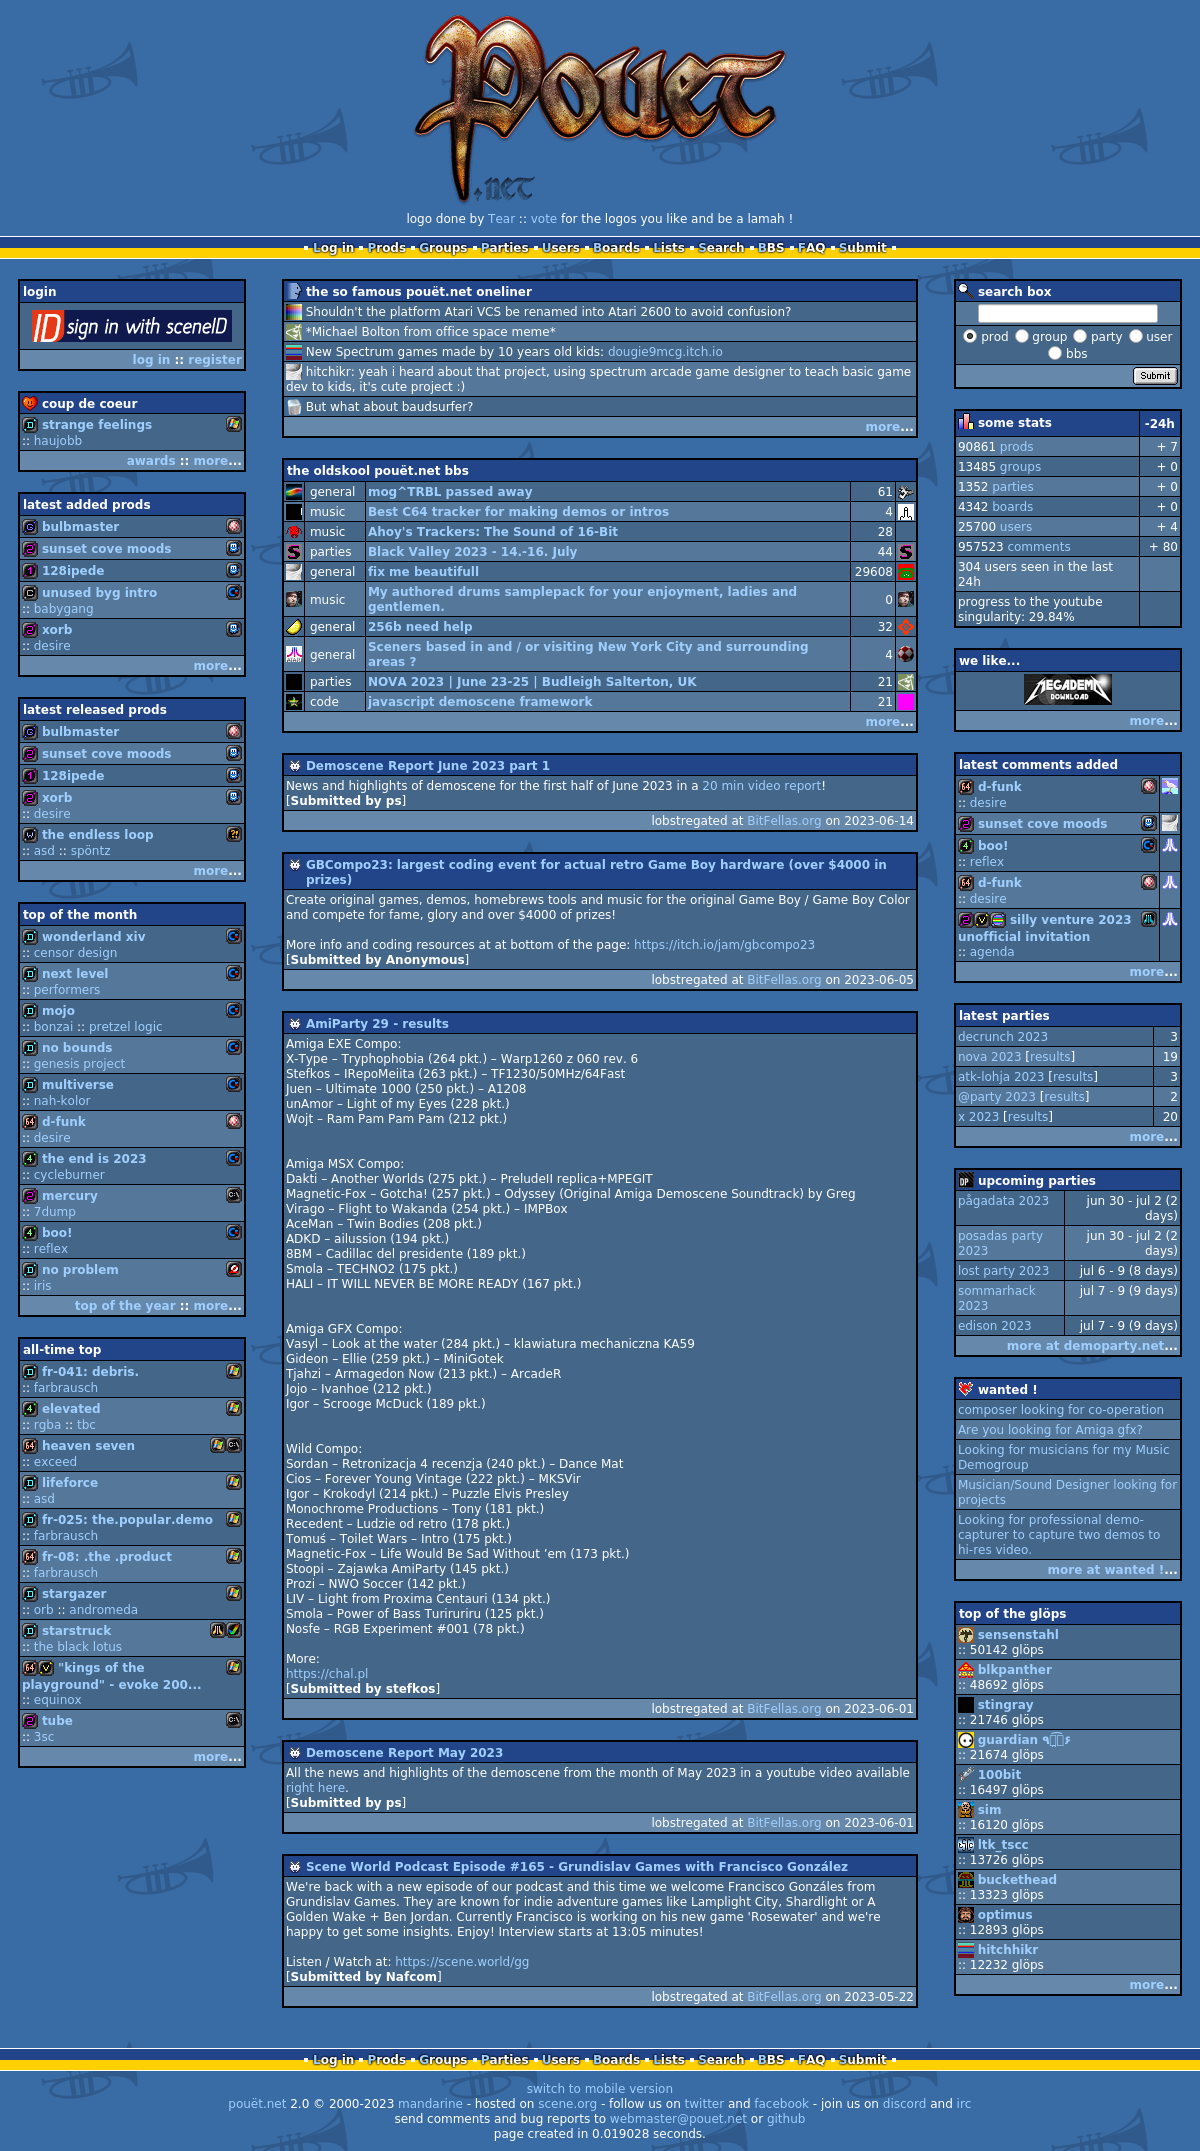 Pouet
.net
logo done by Tear :: vote for the logos you like and be a lamah !
Log in Prods Groups Parties Users Boards Lists Search BBS FAQ Submit
login
ID sign in with sceneID
log in :: register
coup de coeur
strange feelings
:: haujobb
awards :: more...
latest added prods
bulbmaster
sunset cove moods
128ipede
unused byg intro
:: babygang
xorb
:: desire
more...
latest released prods
bulbmaster
sunset cove moods
128ipede
xorb
:: desire
the endless loop
:: asd :: spöntz
more...
top of the month
wonderland xiv
:: censor design
next level
:: performers
mojo
:: bonzai :: pretzel logic
no bounds
:: genesis project
multiverse
:: nah-kolor
d-funk
:: desire
the end is 2023
:: cycleburner
mercury
:: 7dump
boo!
:: reflex
no problem
:: iris
top of the year :: more...
all-time top
fr-041: debris.
:: farbrausch
elevated
:: rgba :: tbc
heaven seven
:: exceed
lifeforce
:: asd
fr-025: the.popular.demo
:: farbrausch
fr-08: .the .product
:: farbrausch
stargazer
:: orb :: andromeda
starstruck
:: the black lotus
"kings of the
playground" - evoke 200...
:: equinox
tube
:: 3sc
more...
the so famous pouët.net oneliner
Shouldn't the platform Atari VCS be renamed into Atari 2600 to avoid confusion?
*Michael Bolton from office space meme*
New Spectrum games made by 10 years old kids: dougie9mcg.itch.io
hitchikr: yeah i heard about that project, using spectrum arcade game designer to teach basic game
dev to kids, it's cute project :)
But what about baudsurfer?
more...
the oldskool pouët.net bbs
general mog^TRBL passed away 61
music Best C64 tracker for making demos or intros 4
music Ahoy's Trackers: The Sound of 16-Bit 28
parties Black Valley 2023 - 14.-16. July 44
general fix me beautifull 29608
music My authored drums samplepack for your enjoyment, ladies and
gentlemen. 0
general 256b need help 32
general Sceners based in and / or visiting New York City and surrounding
areas ? 4
parties NOVA 2023 | June 23-25 | Budleigh Salterton, UK 21
code javascript demoscene framework 21
more...
Demoscene Report June 2023 part 1
News and highlights of demoscene for the first half of June 2023 in a 20 min video report!
[Submitted by ps]
lobstregated at BitFellas.org on 2023-06-14
GBCompo23: largest coding event for actual retro Game Boy hardware (over $4000 in
prizes)
Create original games, demos, homebrews tools and music for the original Game Boy / Game Boy Color
and compete for fame, glory and over $4000 of prizes!
More info and coding resources at at bottom of the page: https://itch.io/jam/gbcompo23
[Submitted by Anonymous]
lobstregated at BitFellas.org on 2023-06-05
AmiParty 29 - results
Amiga EXE Compo:
X-Type – Tryphophobia (264 pkt.) – Warp1260 z 060 rev. 6
Stefkos – IRepoMeiita (263 pkt.) – TF1230/50MHz/64Fast
Juen – Ultimate 1000 (250 pkt.) – A1208
unAmor – Light of my Eyes (228 pkt.)
Wojt – Ram Pam Pam Pam (212 pkt.)
Amiga MSX Compo:
Dakti – Another Worlds (275 pkt.) – PreludeII replica+MPEGIT
Magnetic-Fox – Gotcha! (257 pkt.) – Odyssey (Original Amiga Demoscene Soundtrack) by Greg
Virago – Flight to Wakanda (254 pkt.) – IMPBox
AceMan – Twin Bodies (208 pkt.)
ADKD – ailussion (194 pkt.)
8BM – Cadillac del presidente (189 pkt.)
Smola – TECHNO2 (175 pkt.)
HALI – IT WILL NEVER BE MORE READY (167 pkt.)
Amiga GFX Compo:
Vasyl – Look at the water (284 pkt.) – klawiatura mechaniczna KA59
Gideon – Ellie (259 pkt.) – MiniGotek
Tjahzi – Armagedon Now (213 pkt.) – ArcadeR
Jojo – Ivanhoe (212 pkt.)
Igor – Scrooge McDuck (189 pkt.)
Wild Compo:
Sordan – Retronizacja 4 recenzja (240 pkt.) – Dance Mat
Cios – Forever Young Vintage (222 pkt.) – MKSVir
Igor – Krokodyl (214 pkt.) – Puzzle Elvis Presley
Monochrome Productions – Tony (181 pkt.)
Recedent – Ludzie od retro (178 pkt.)
Tomuś – Toilet Wars – Intro (175 pkt.)
Magnetic-Fox – Life Would Be Sad Without 'em (173 pkt.)
Stoopi – Zajawka AmiParty (145 pkt.)
Prozi – NWO Soccer (142 pkt.)
LIV – Light from Proxima Centauri (134 pkt.)
Smola – Power of Bass Turiruriru (125 pkt.)
Nosfe – RGB Experiment #001 (78 pkt.)
More:
https://chal.pl
[Submitted by stefkos]
lobstregated at BitFellas.org on 2023-06-01
Demoscene Report May 2023
All the news and highlights of the demoscene from the month of May 2023 in a youtube video available
right here.
[Submitted by ps]
lobstregated at BitFellas.org on 2023-06-01
Scene World Podcast Episode #165 - Grundislav Games with Francisco González
We're back with a new episode of our podcast and this time we welcome Francisco Gonzáles from
Grundislav Games. They are known for indie adventure games like Lamplight City, Shardlight or A
Golden Wake + Ben Jordan. Currently Francisco is working on his new game 'Rosewater' and we're
happy to get some insights. Enjoy! Interview starts at 13:05 minutes!
Listen / Watch at: https://scene.world/gg
[Submitted by Nafcom]
lobstregated at BitFellas.org on 2023-05-22
search box
prod group party user
bbs
Submit
some stats -24h
90861 prods + 7
13485 groups + 0
1352 parties + 0
4342 boards + 0
25700 users + 4
957523 comments + 80
304 users seen in the last
24h
progress to the youtube
singularity: 29.84%
we like...
MEGADEMO
DOWNLOAD
more...
latest comments added
d-funk
:: desire
sunset cove moods
boo!
:: reflex
d-funk
:: desire
silly venture 2023
unofficial invitation
:: agenda
more...
latest parties
decrunch 2023 3
nova 2023 [results] 19
atk-lohja 2023 [results] 3
@party 2023 [results] 2
x 2023 [results] 20
more...
upcoming parties
pågadata 2023 jun 30 - jul 2 (2
days)
posadas party
2023 jun 30 - jul 2 (2
days)
lost party 2023 jul 6 - 9 (8 days)
sommarhack
2023 jul 7 - 9 (9 days)
edison 2023 jul 7 - 9 (9 days)
more at demoparty.net...
wanted !
composer looking for co-operation
Are you looking for Amiga gfx?
Looking for musicians for my Music
Demogroup
Musician/Sound Designer looking for
projects
Looking for professional demo-
capturer to capture two demos to
hi-res video.
more at wanted !...
top of the glöps
sensenstahl
:: 50142 glöps
blkpanther
:: 48692 glöps
stingray
:: 21746 glöps
guardian
:: 21674 glöps
100bit
:: 16497 glöps
sim
:: 16120 glöps
ltk_tscc
:: 13726 glöps
buckethead
:: 13323 glöps
optimus
:: 12893 glöps
hitchhikr
:: 12232 glöps
more...
Log in Prods Groups Parties Users Boards Lists Search BBS FAQ Submit
switch to mobile version
pouët.net 2.0 © 2000-2023 mandarine - hosted on scene.org - follow us on twitter and facebook - join us on discord and irc
send comments and bug reports to webmaster@pouet.net or github
page created in 0.019028 seconds.